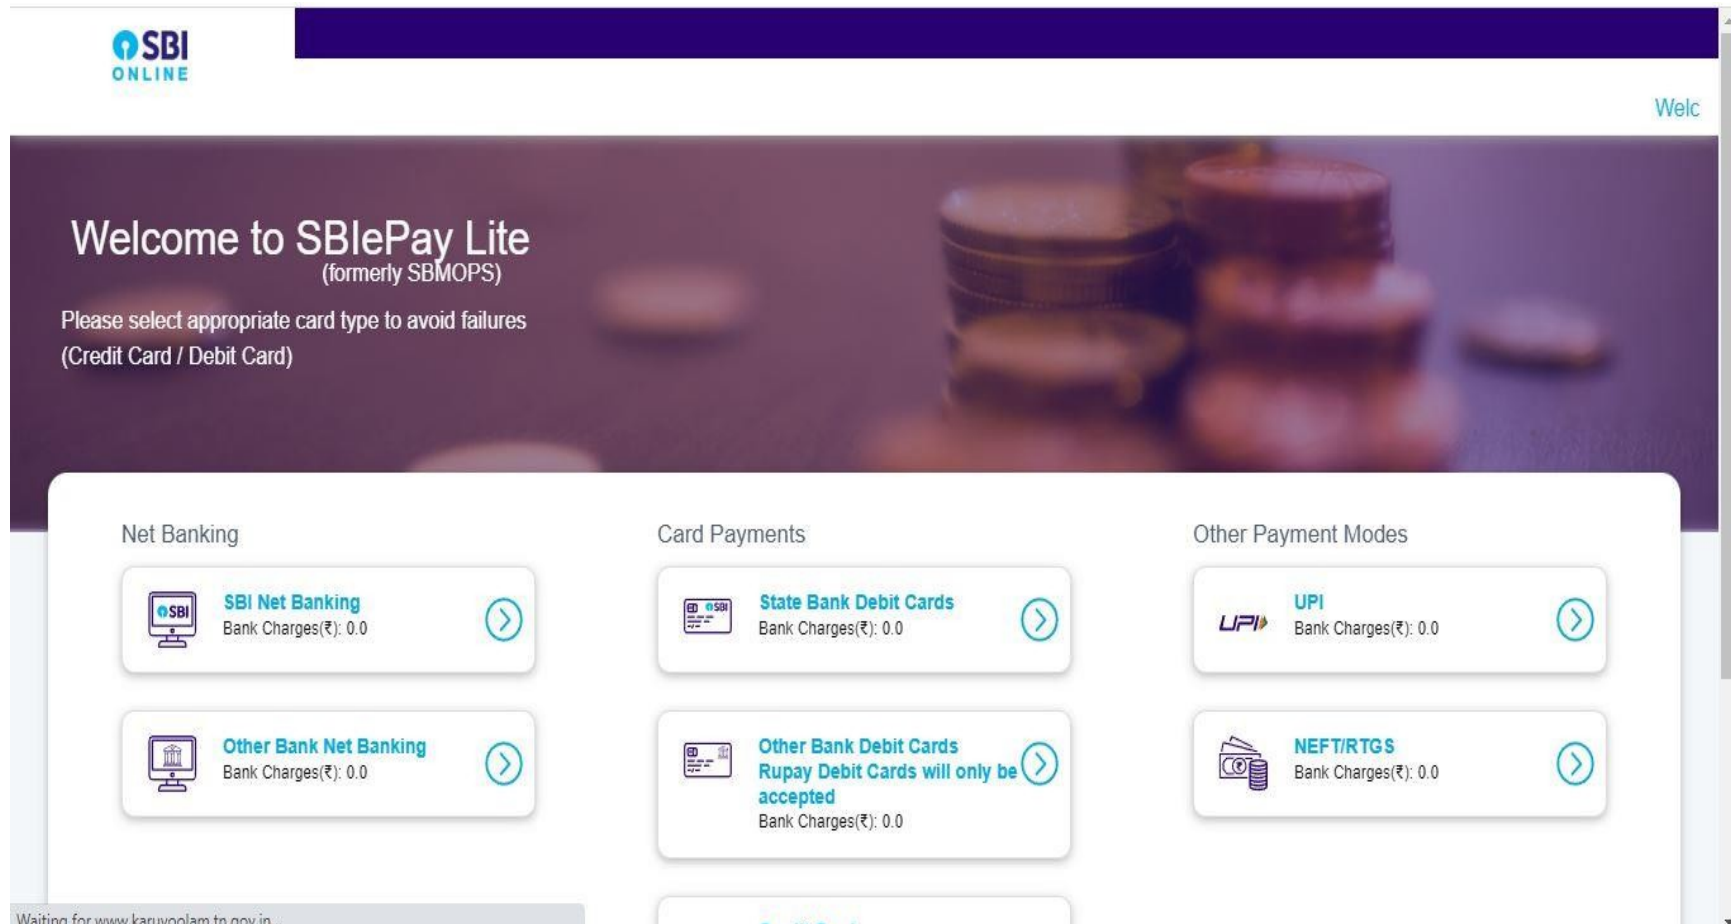 SBI
ONLINE
Welc
Welcome to SBIePay Lite
(formerly SBMOPS)
Please select appropriate card type to avoid failures
(Credit Card / Debit Card)
Net Banking
SBI
SBI Net Banking
Bank Charges(₹): 0.0
Other Bank Net Banking
Bank Charges(₹): 0.0
Card Payments
SBI
State Bank Debit Cards
Bank Charges(₹): 0.0
Other Bank Debit Cards
Rupay Debit Cards will only be
accepted
Bank Charges(₹): 0.0
Other Payment Modes
UPI
UPI
Bank Charges(₹): 0.0
NEFT/RTGS
Bank Charges(₹): 0.0
Waiting for www.karuvoolam.tn.gov.in...